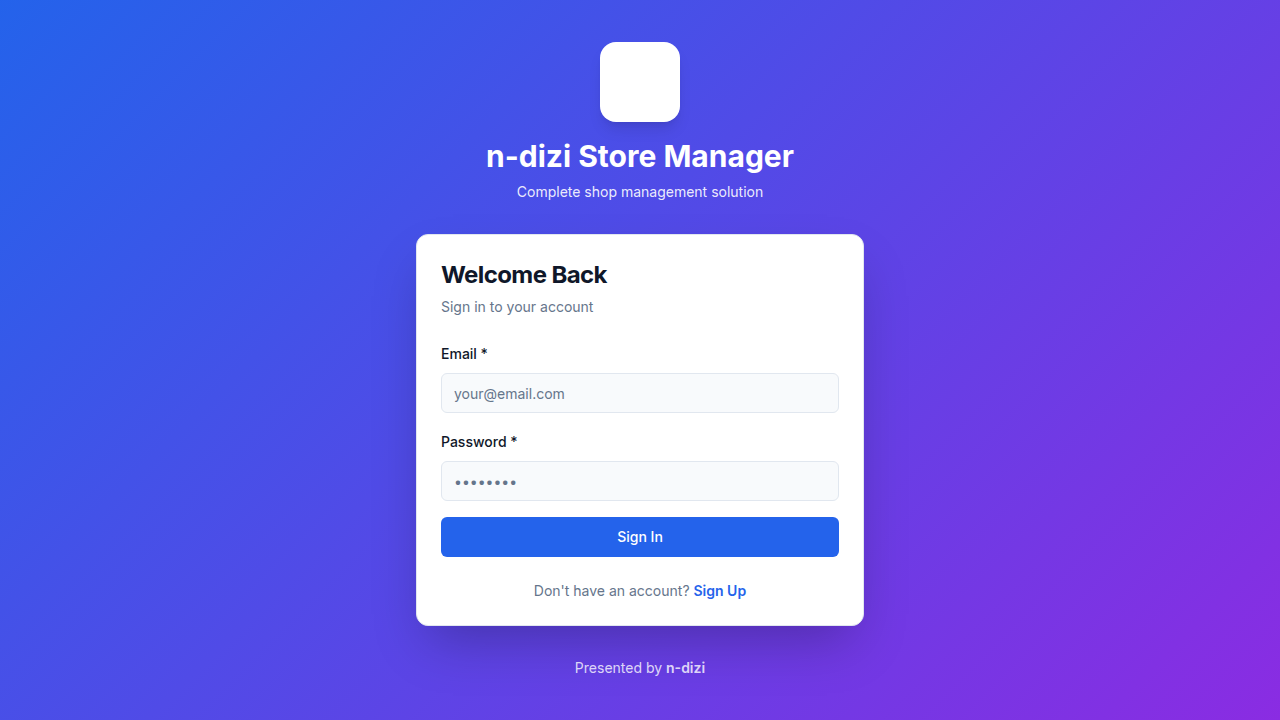 n-dizi Store Manager
Complete shop management solution
Welcome Back
Sign in to your account
Email *
your@email.com
Password *
••••••••
Sign In
Don't have an account? Sign Up
Presented by n-dizi